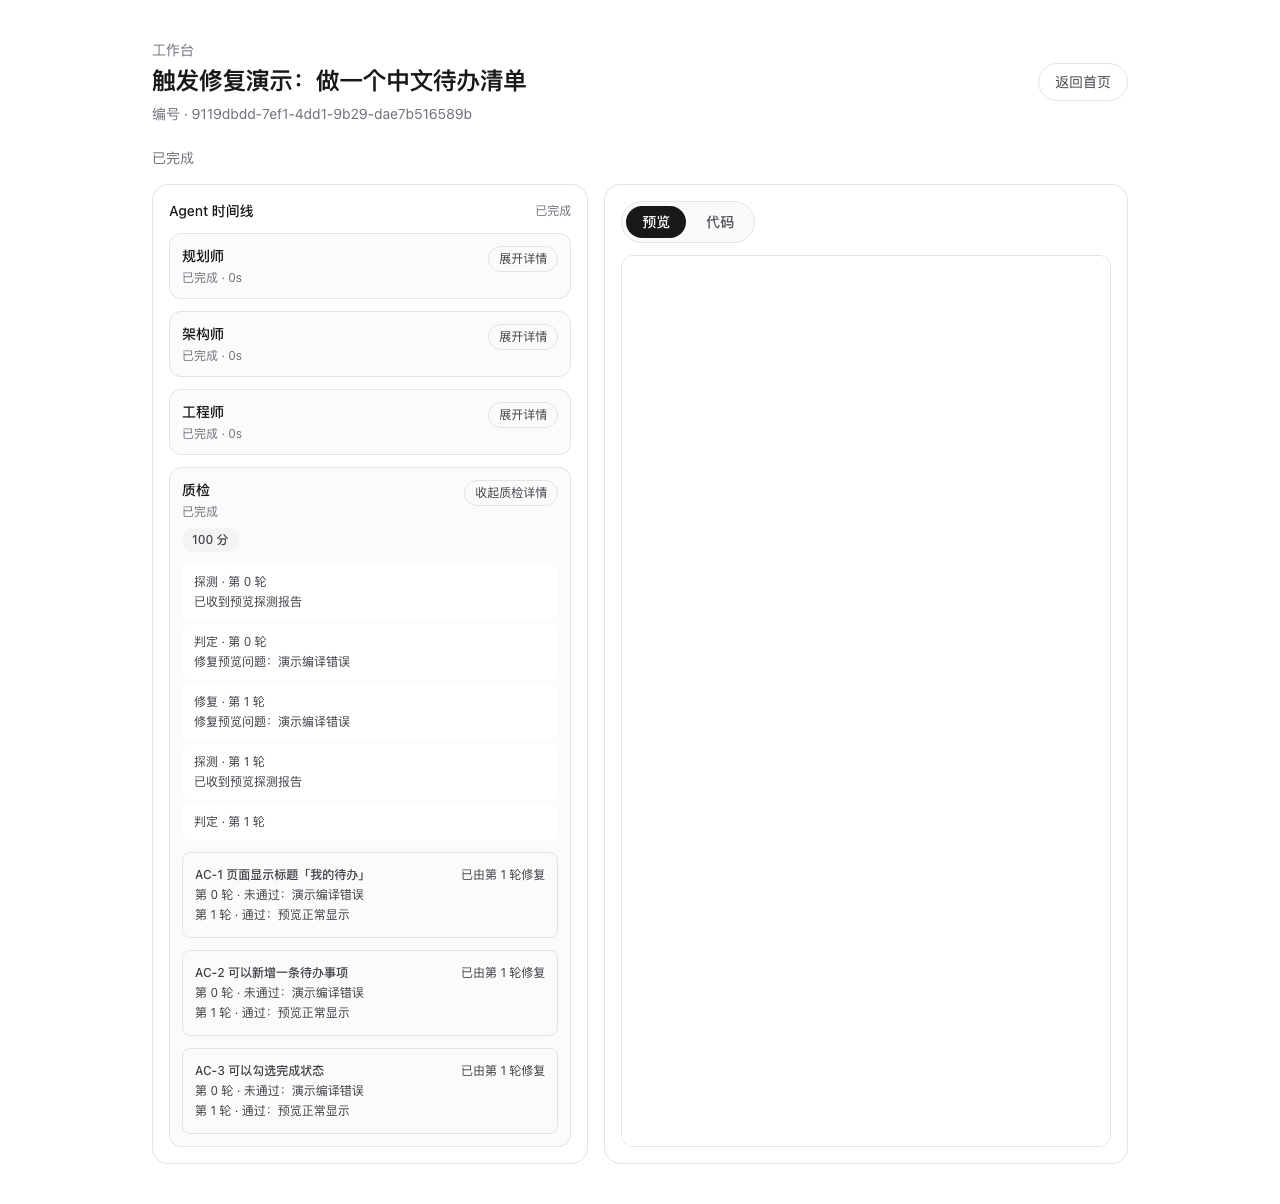 工作台
触发修复演示：做一个中文待办清单
返回首页
编号 · 9119dbdd-7ef1-4dd1-9b29-dae7b516589b
已完成
Agent 时间线
已完成
规划师
展开详情
已完成 · 0s
架构师
展开详情
已完成 · 0s
工程师
展开详情
已完成 · 0s
质检
收起质检详情
已完成
100 分
探测 · 第 0 轮
已收到预览探测报告
判定 · 第 0 轮
修复预览问题：演示编译错误
修复 · 第 1 轮
修复预览问题：演示编译错误
探测 · 第 1 轮
已收到预览探测报告
判定 · 第 1 轮
AC-1 页面显示标题「我的待办」
已由第 1 轮修复
第 0 轮 · 未通过：演示编译错误
第 1 轮 · 通过：预览正常显示
AC-2 可以新增一条待办事项
已由第 1 轮修复
第 0 轮 · 未通过：演示编译错误
第 1 轮 · 通过：预览正常显示
AC-3 可以勾选完成状态
已由第 1 轮修复
第 0 轮 · 未通过：演示编译错误
第 1 轮 · 通过：预览正常显示
预览
代码